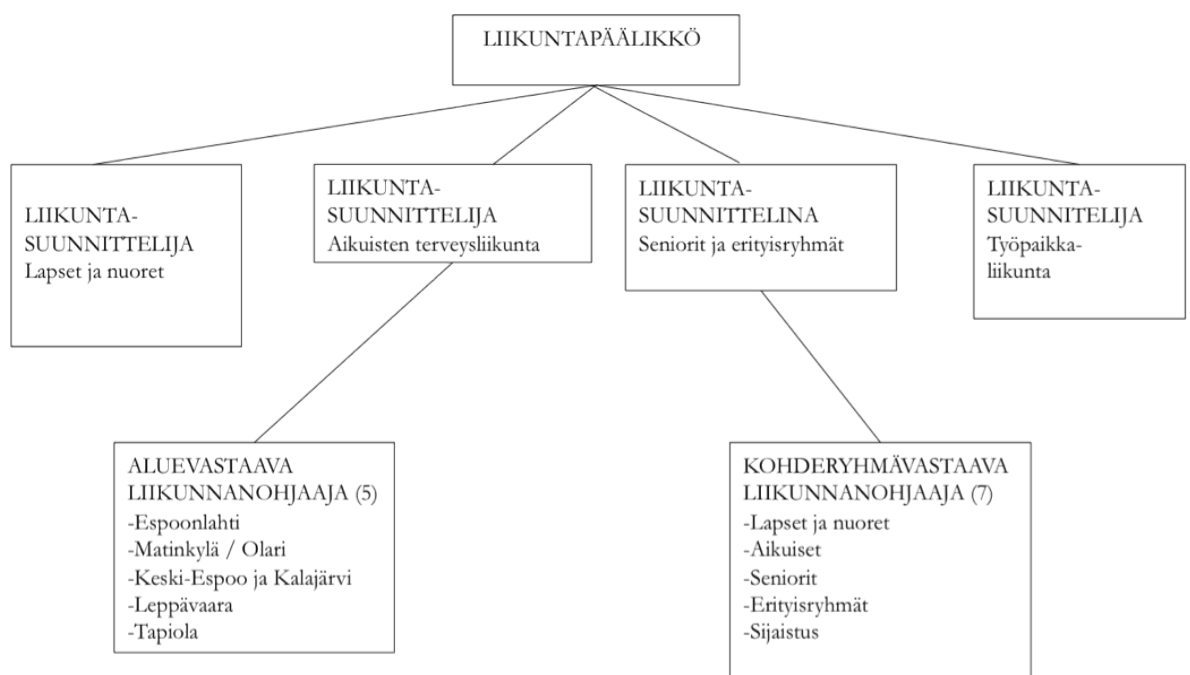 LIIKUNTAPÄÄLIKKÖ
LIIKUNTA-
SUUNNITTELIJA
Lapset ja nuoret
LIIKUNTA-
SUUNNITTELIJA
Aikuisten terveysliikunta
LIIKUNTA-
SUUNNITTELINA
Seniorit ja erityisryhmät
LIIKUNTA-
SUUNNITELIJA
Työpaikka-
liikunta
ALUEVASTAAVA
LIIKUNNANOHJAAJA (5)
-Espoonlahti
-Matinkylä / Olari
-Keski-Espoo ja Kalajärvi
-Leppävaara
-Tapiola
KOHDERYHMÄVASTAAVA
LIIKUNNANOHJAAJA (7)
-Lapset ja nuoret
-Aikuiset
-Seniorit
-Erityisryhmät
-Sijaistus